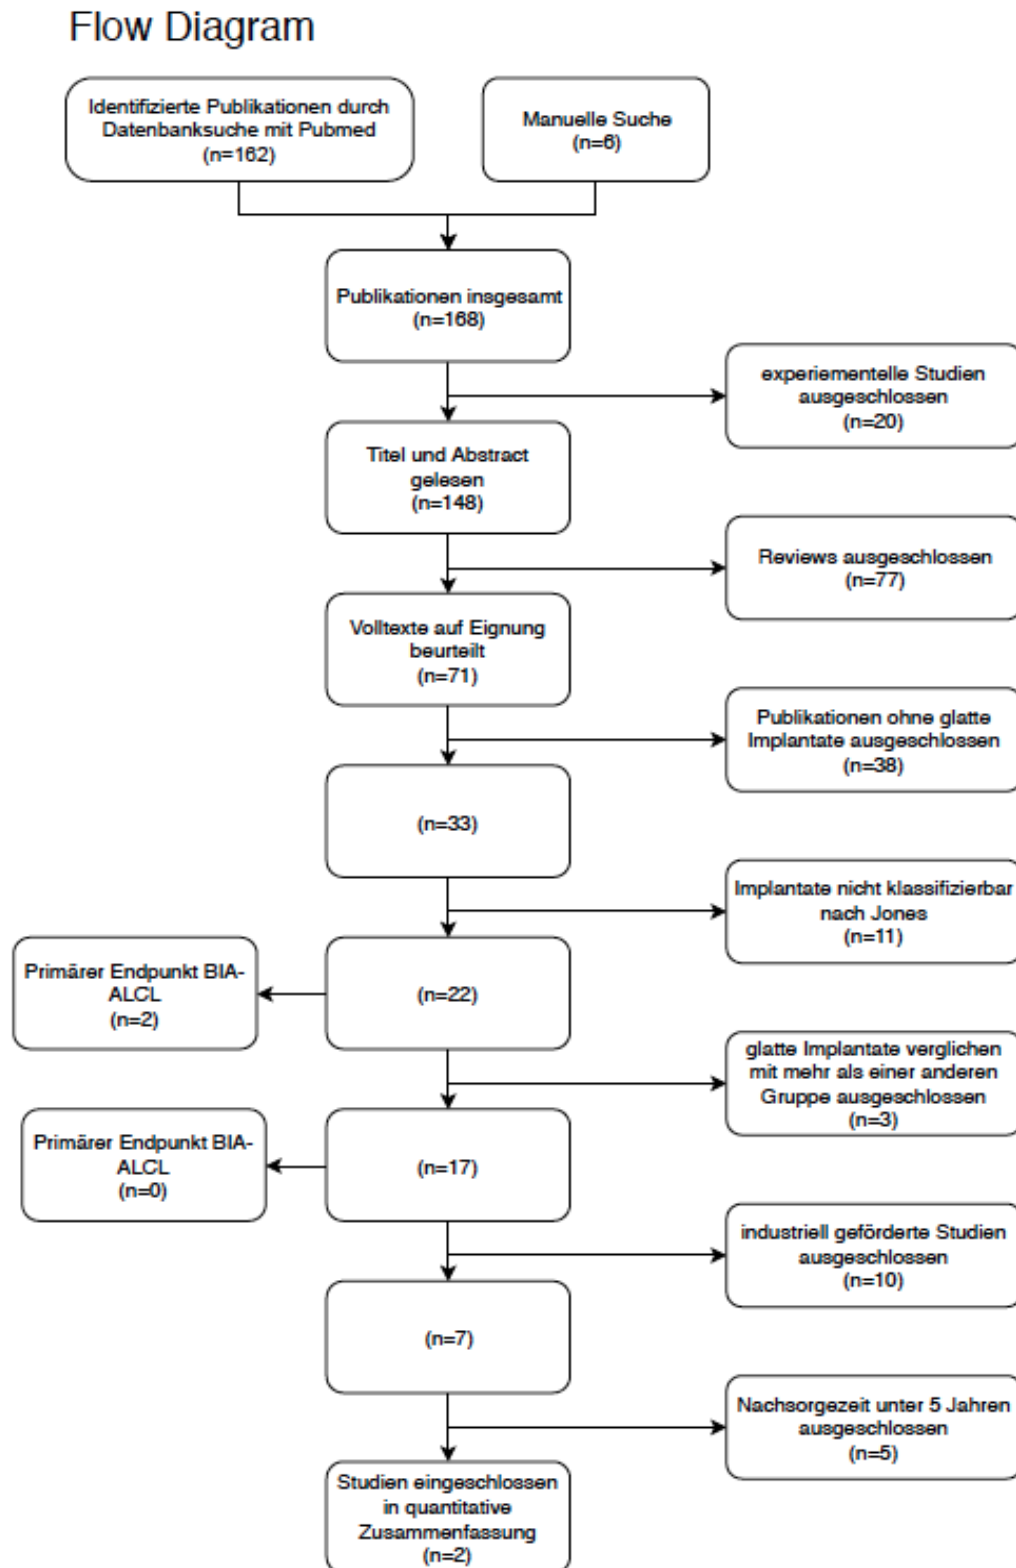 Flow Diagram
Identifizierte Publikationen durch
Datenbanksuche mit Pubmed
(n=162)
Manuelle Suche
(n=6)
Publikationen insgesamt
(n=168)
experiementelle Studien
ausgeschlossen
(n=20)
Titel und Abstract
gelesen
(n=148)
Reviews ausgeschlossen
(n=77)
Volltexte auf Eignung
beurteilt
(n=71)
Publikationen ohne glatte
Implantate ausgeschlossen
(n=38)
(n=33)
Implantate nicht klassifizierbar
nach Jones
(n=11)
Primärer Endpunkt BIA-
ALCL
(n=2)
(n=22)
glatte Implantate verglichen
mit mehr als einer anderen
Gruppe ausgeschlossen
(n=3)
Primärer Endpunkt BIA-
ALCL
(n=0)
(n=17)
industriell geförderte Studien
ausgeschlossen
(n=10)
(n=7)
Nachsorgezeit unter 5 Jahren
ausgeschlossen
(n=5)
Studien eingeschlossen
in quantitative
Zusammenfassung
(n=2)